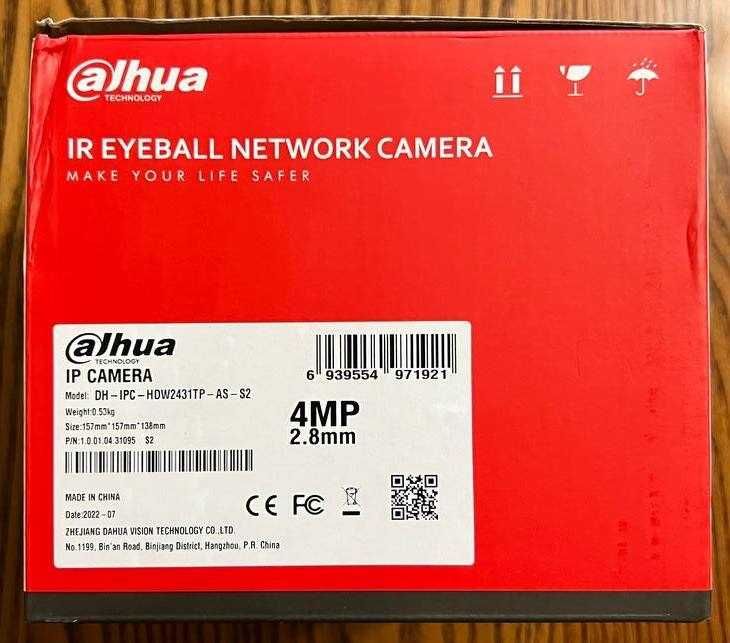 alhua
TECHNOLOGY
IR EYEBALL NETWORK CAMERA
MAKE YOUR LIFE SAFER
alhua
TECHNOLOGY
IP CAMERA
Model: DH-IPC-HDW2431TP-AS-S2
Weight:0.53kg
Size:157mm*157mm*138mm
P/N:1.0.01.04.31095 S2
6 939554 971921
4MP
2.8mm
MADE IN CHINA
Date:2022-07
CE FC
ZHEJIANG DAHUA VISION TECHNOLOGY CO.,LTD.
No.1199, Bin'an Road, Binjiang District, Hangzhou, P.R. China